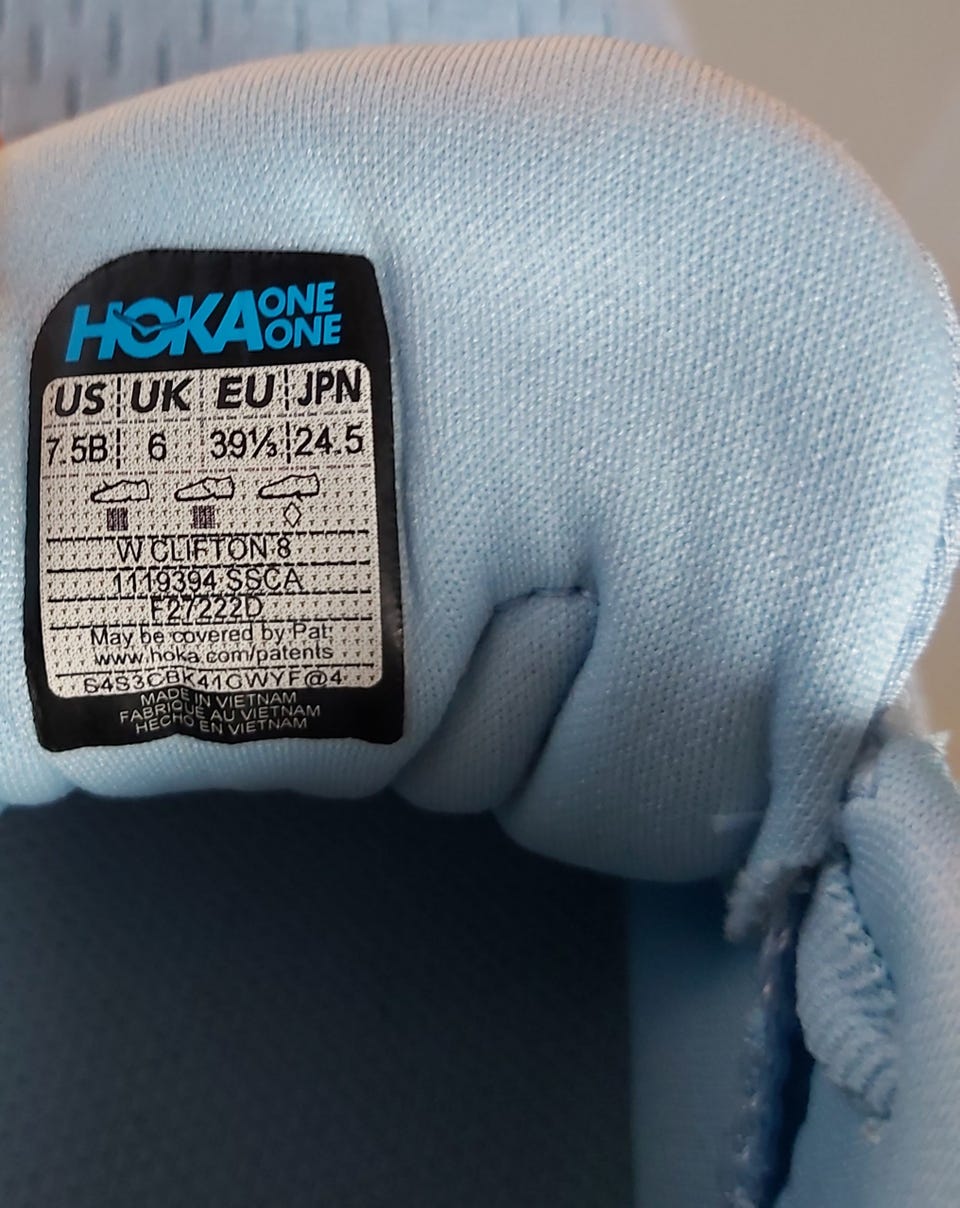 HOKA ONE ONE
US UK EU JPN
7.5B 6 39⅓ 24.5
W CLIFTON 8
1119394 SSCA
F27222D
May be covered by Pat:
www.hoka.com/patents
S4S3CBK41GWYF@4
MADE IN VIETNAM
FABRIQUÉ AU VIETNAM
HECHO EN VIETNAM